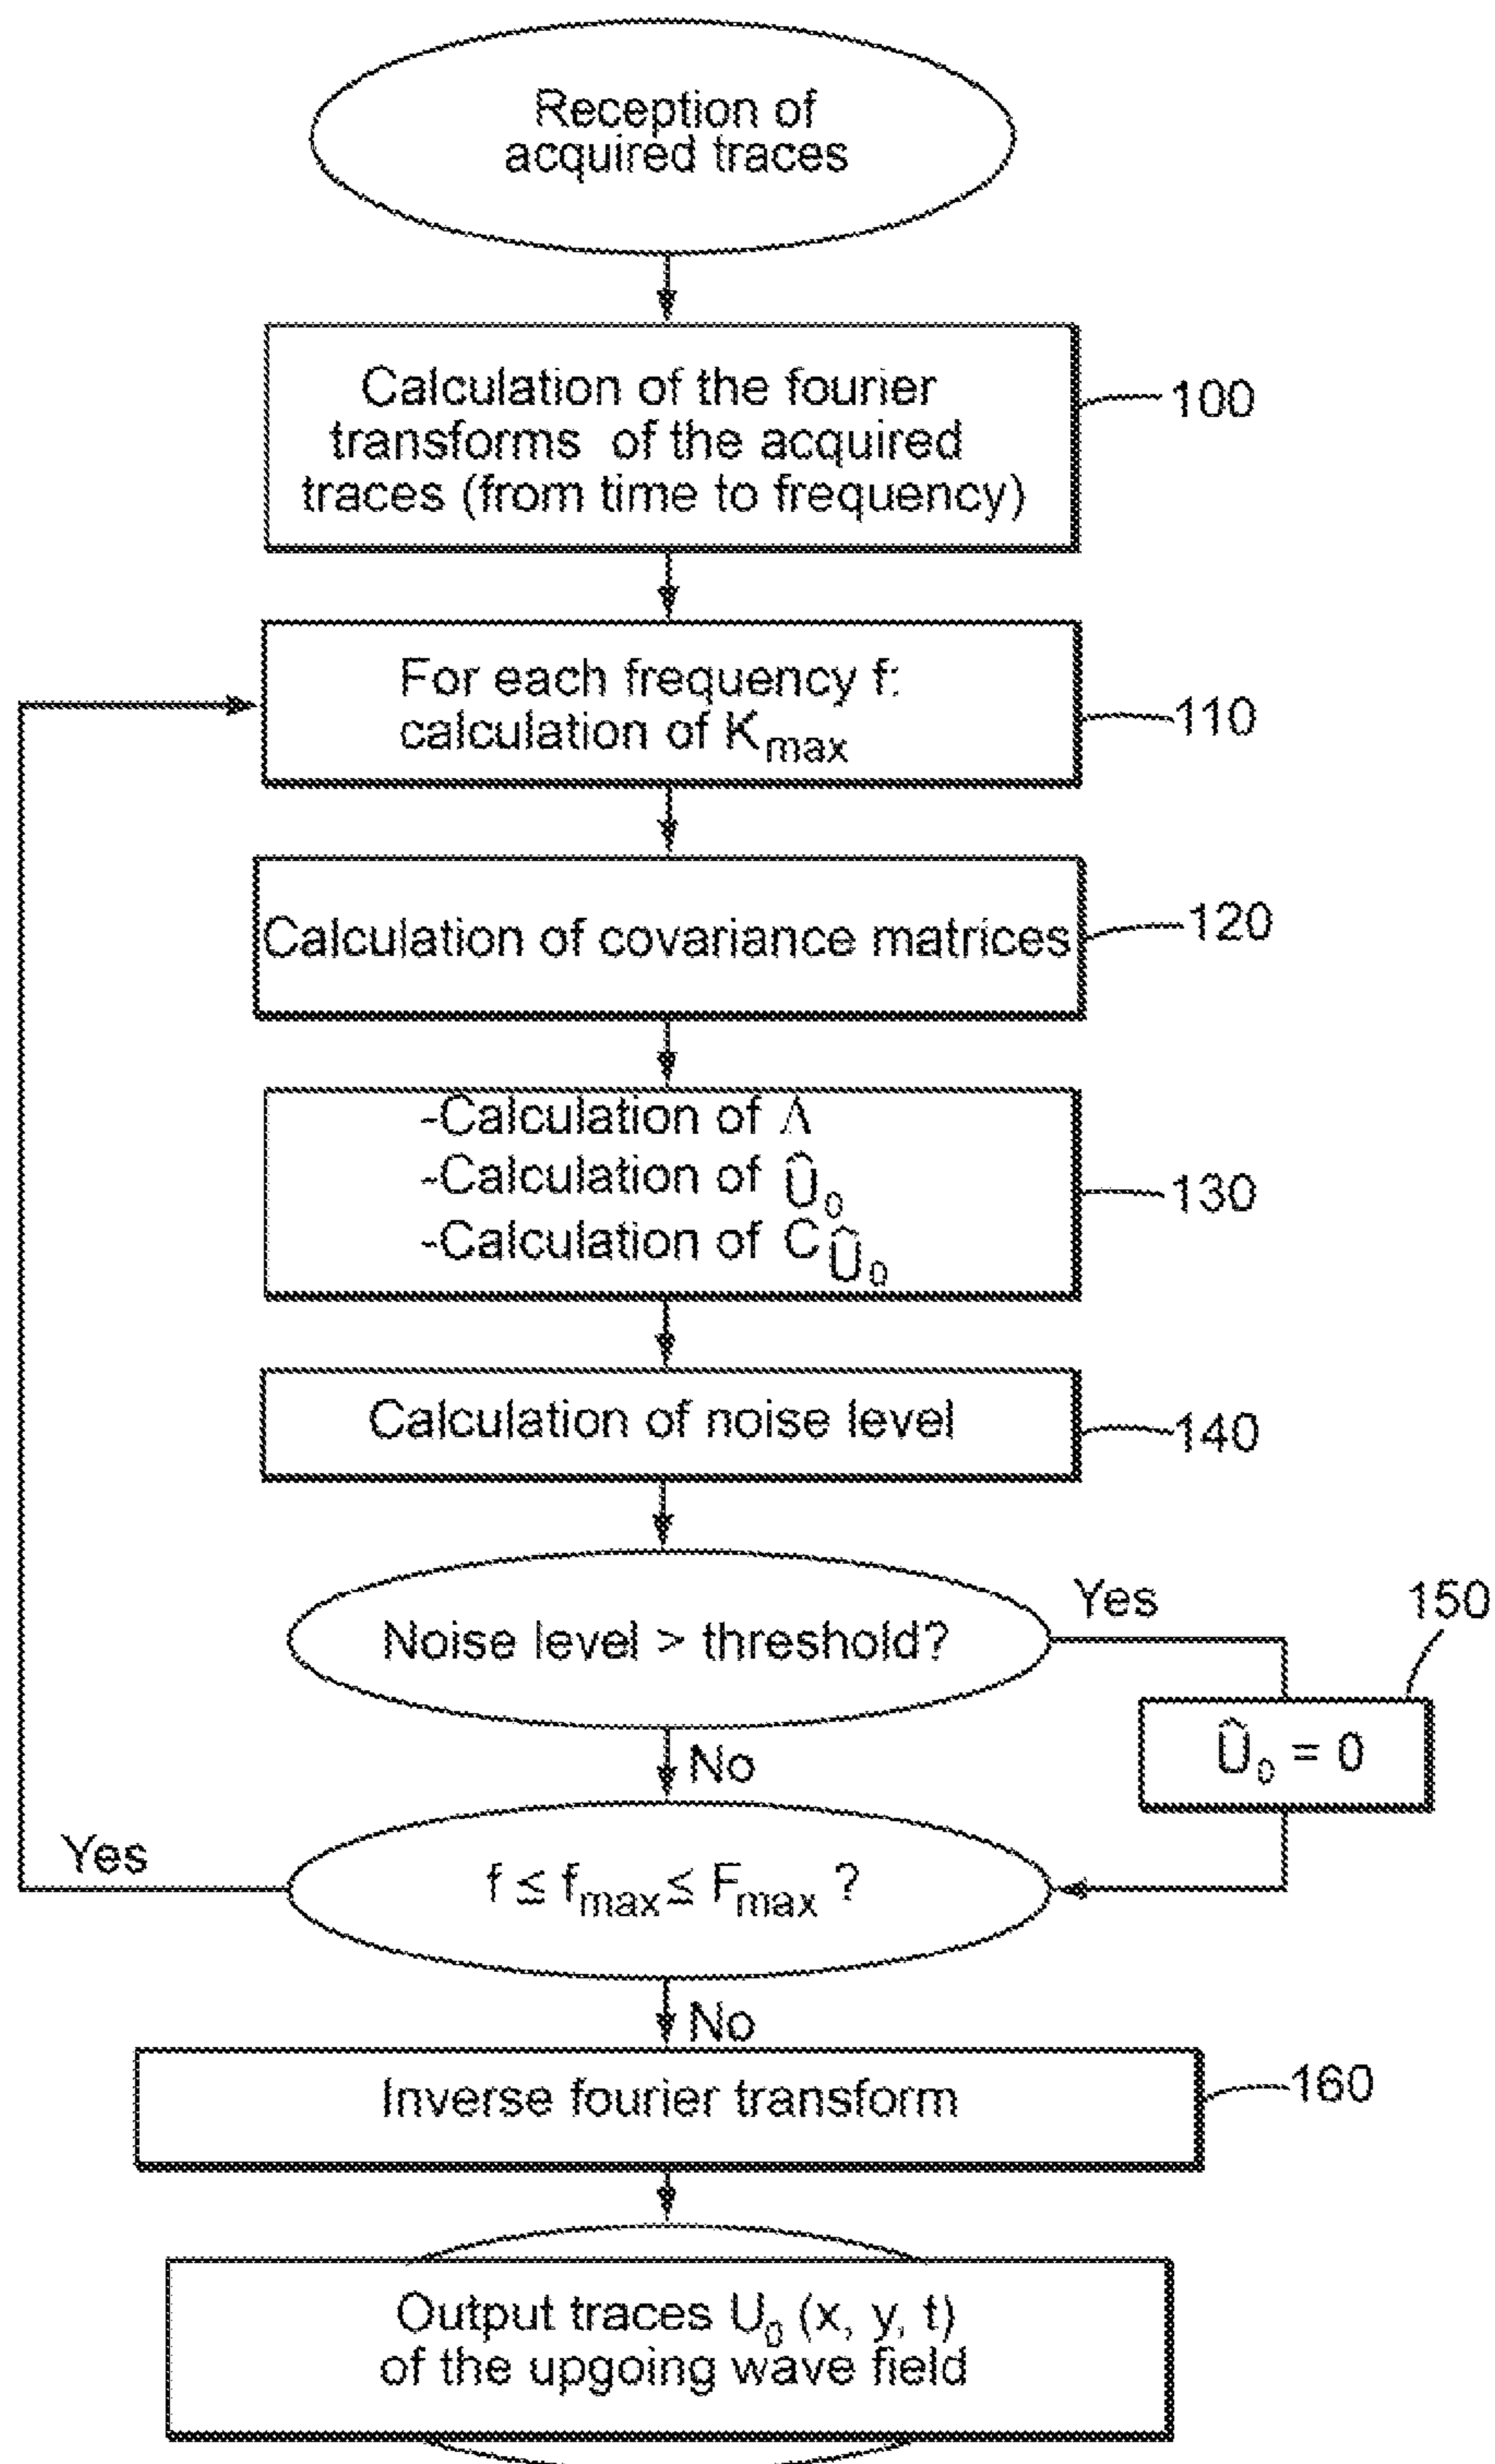 Reception of
acquired traces
Calculation of the fourier
transforms of the acquired
traces (from time to frequency)
100
For each frequency f:
calculation of Kmax
110
Calculation of covariance matrices
120
-Calculation of Λ
-Calculation of Û₀
-Calculation of C Û₀
130
Calculation of noise level
140
Noise level > threshold?
Yes
150
Û₀ = 0
No
f ≤ fmax ≤ Fmax ?
Yes
No
Inverse fourier transform
160
Output traces U₀ (x, y, t)
of the upgoing wave field